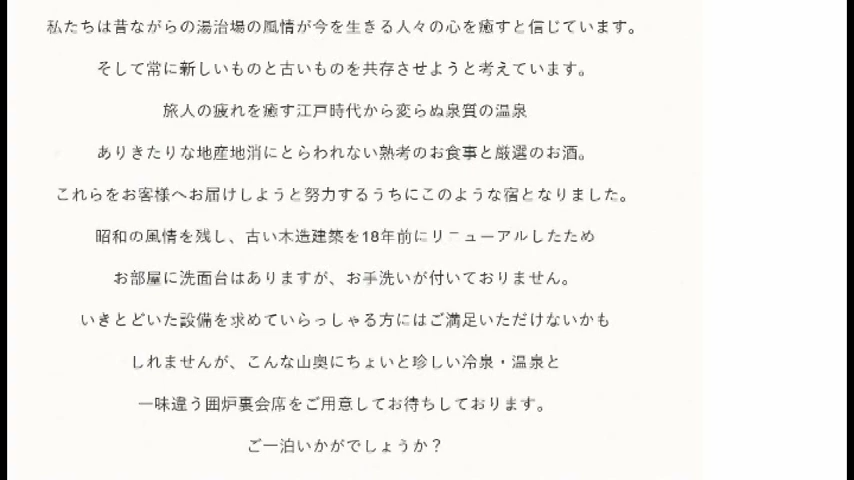 私たちは昔ながらの湯治場の風情が今を生きる人々の心を癒すと信じています。
そして常に新しいものと古いものを共存させようと考えています。
旅人の疲れを癒す江戸時代から変らぬ泉質の温泉
ありきたりな地産地消にとらわれない熟考のお食事と厳選のお酒。
これらをお客様へお届けしようと努力するうちにこのような宿となりました。
昭和の風情を残し、古い木造建築を18年前にリニューアルしたため
お部屋に洗面台はありますが、お手洗いが付いておりません。
いきとどいた設備を求めていらっしゃる方にはご満足いただけないかも
しれませんが、こんな山奥にちょいと珍しい冷泉・温泉と
一味違う囲炉裏会席をご用意してお待ちしております。
ご一泊いかがでしょうか？